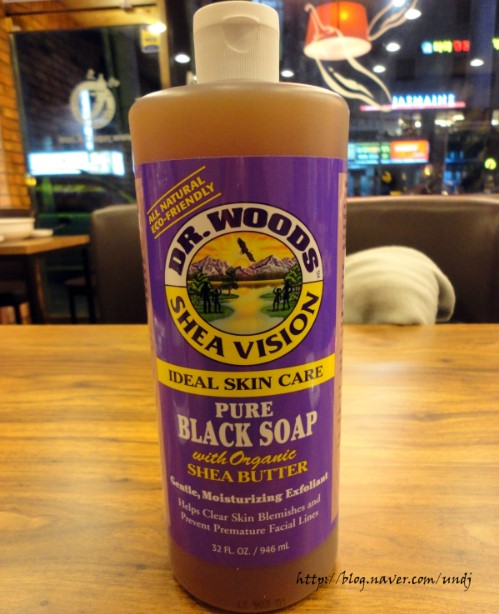 ALL NATURAL
ECO-FRIENDLY
DR. WOODS
SHEA VISION
IDEAL SKIN CARE
PURE
BLACK SOAP
with Organic
SHEA BUTTER
Gentle, Moisturizing Exfoliant
Helps Clear Skin Blemishes and
Prevent Premature Facial Lines
32 FL. OZ. / 946 mL
http://blog.naver.com/undj